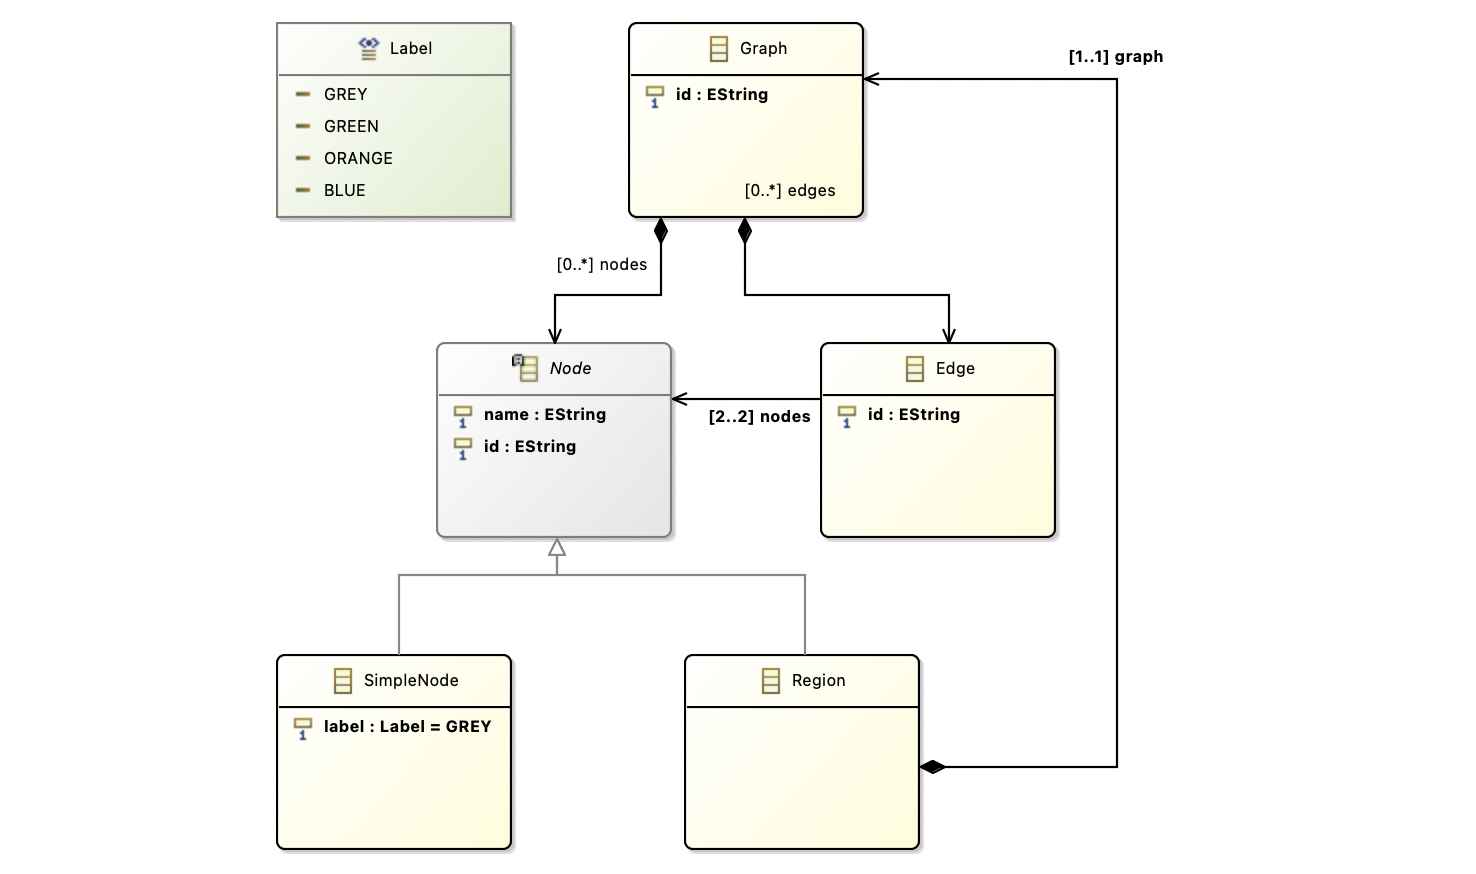 Label
GREY
GREEN
ORANGE
BLUE
Graph
id : EString
[0..*] edges
[1..1] graph
[0..*] nodes
Node
name : EString
id : EString
[2..2] nodes
Edge
id : EString
SimpleNode
label : Label = GREY
Region